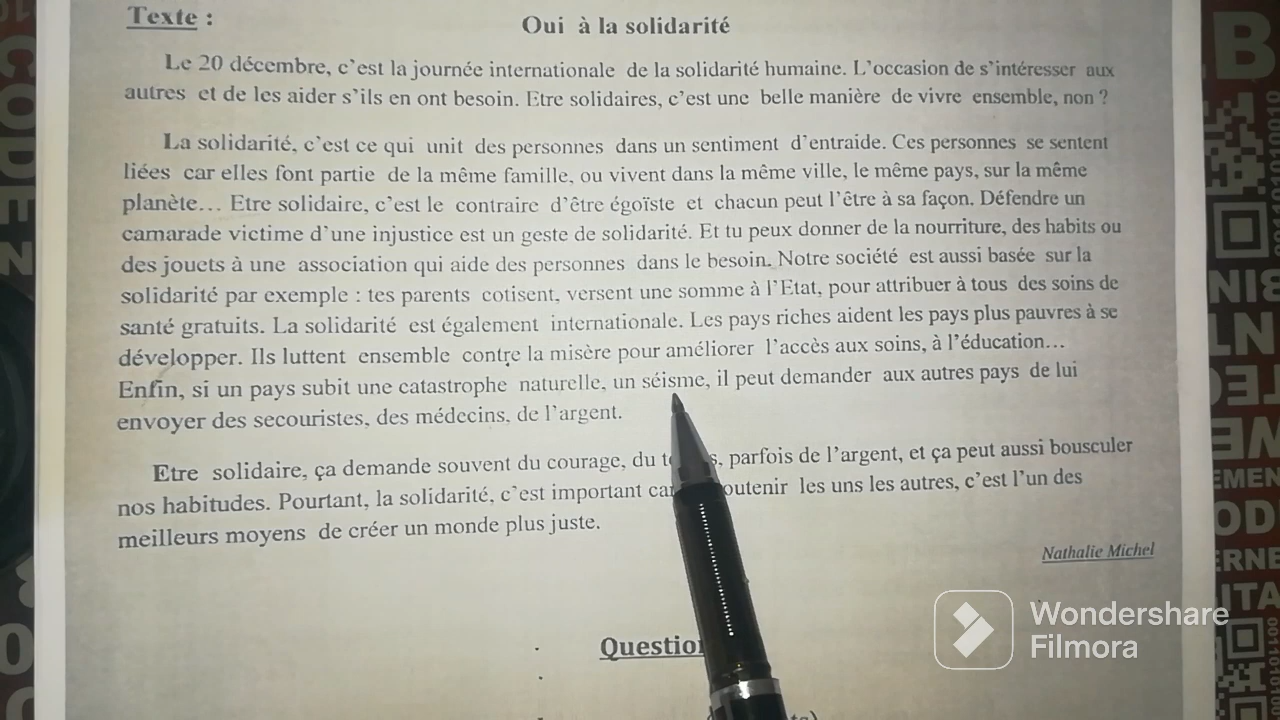 Texte :
Oui à la solidarité
Le 20 décembre, c'est la journée internationale de la solidarité humaine. L'occasion de s'intéresser aux
autres et de les aider s'ils en ont besoin. Etre solidaires, c'est une belle manière de vivre ensemble, non ?
La solidarité, c'est ce qui unit des personnes dans un sentiment d'entraide. Ces personnes se sentent
liées car elles font partie de la même famille, ou vivent dans la même ville, le même pays, sur la même
planète… Etre solidaire, c'est le contraire d'être égoïste et chacun peut l'être à sa façon. Défendre un
camarade victime d'une injustice est un geste de solidarité. Et tu peux donner de la nourriture, des habits ou
des jouets à une association qui aide des personnes dans le besoin. Notre société est aussi basée sur la
solidarité par exemple : tes parents cotisent, versent une somme à l'Etat, pour attribuer à tous des soins de
santé gratuits. La solidarité est également internationale. Les pays riches aident les pays plus pauvres à se
développer. Ils luttent ensemble contre la misère pour améliorer l'accès aux soins, à l'éducation…
Enfin, si un pays subit une catastrophe naturelle, un séisme, il peut demander aux autres pays de lui
envoyer des secouristes, des médecins, de l'argent.
Etre solidaire, ça demande souvent du courage, du parfois de l'argent, et ça peut aussi bousculer
nos habitudes. Pourtant, la solidarité, c'est important car outenir les uns les autres, c'est l'un des
meilleurs moyens de créer un monde plus juste.
Nathalie Michel
Question
Wondershare
Filmora